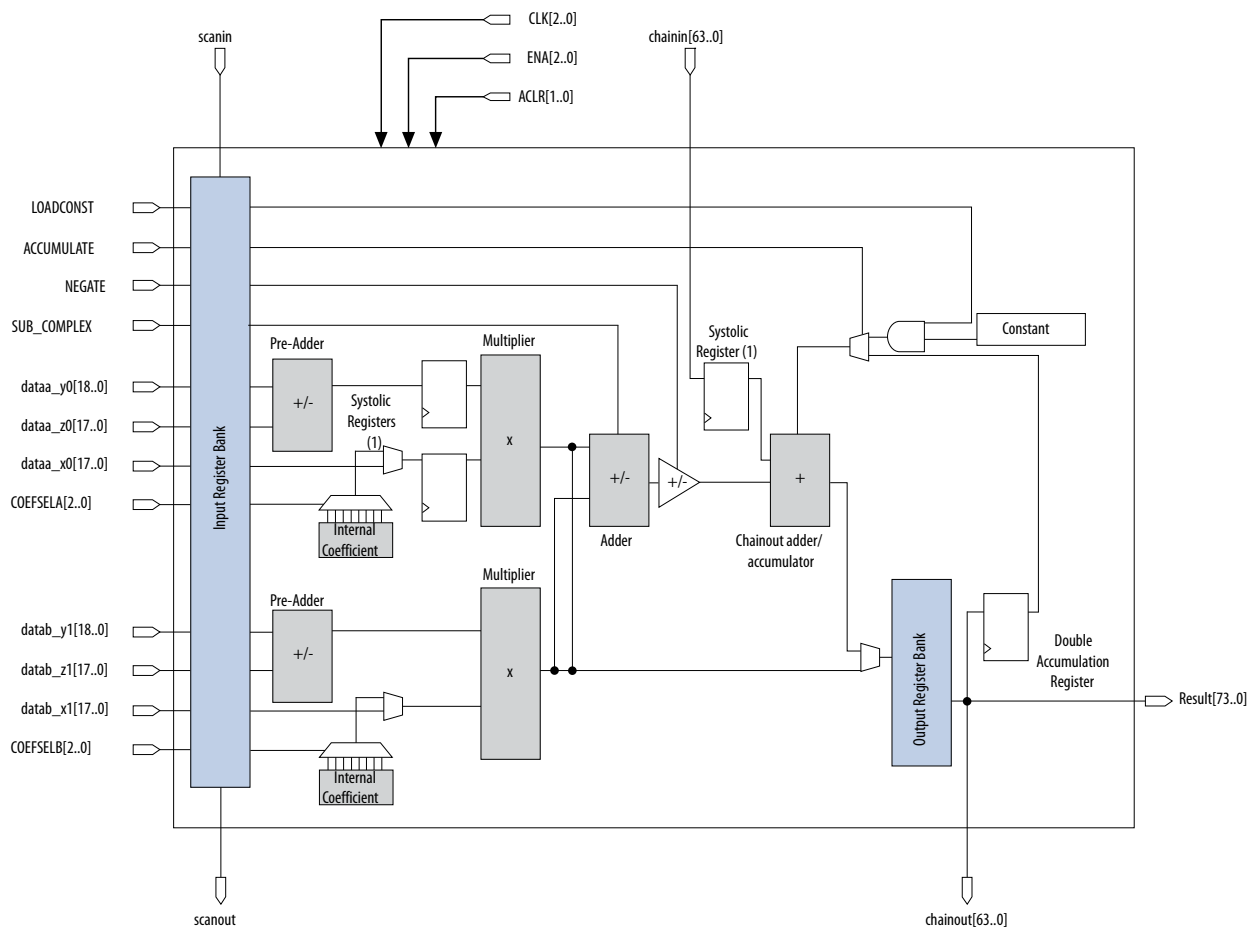 CLK[2..0]
scanin
chainin[63..0]
ENA[2..0]
ACLR[1..0]
LOADCONST
ACCUMULATE
NEGATE
SUB_COMPLEX
dataa_y0[18..0]
dataa_z0[17..0]
dataa_x0[17..0]
COEFSELA[2..0]
datab_y1[18..0]
datab_z1[17..0]
datab_x1[17..0]
COEFSELB[2..0]
Input Register Bank
Pre-Adder
+/-
Systolic
Registers
(1)
Internal
Coefficient
Multiplier
x
Adder
+/-
+/-
Systolic
Register (1)
+
Chainout adder/
accumulator
Constant
Pre-Adder
+/-
Internal
Coefficient
Multiplier
x
Output Register Bank
Double
Accumulation
Register
Result[73..0]
scanout
chainout[63..0]